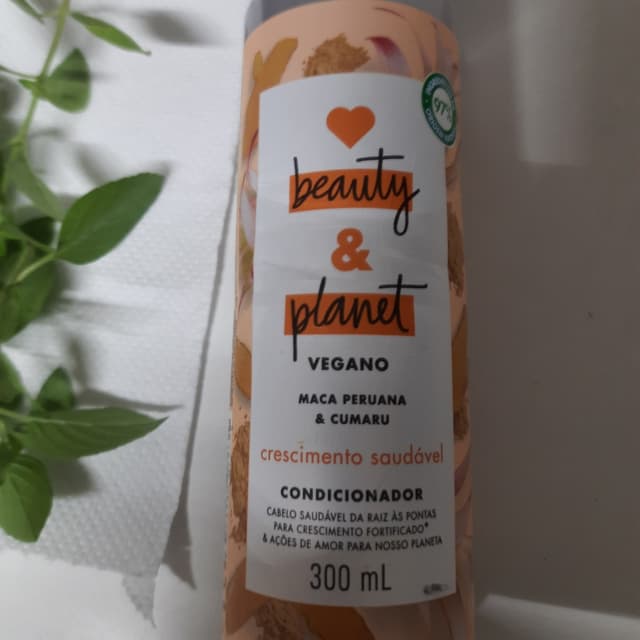 beauty
&
planet
VEGANO
MACA PERUANA
& CUMARU
crescimento saudável
CONDICIONADOR
CABELO SAUDÁVEL DA RAIZ ÀS PONTAS
PARA CRESCIMENTO FORTIFICADO*
& AÇÕES DE AMOR PARA NOSSO PLANETA
300 mL